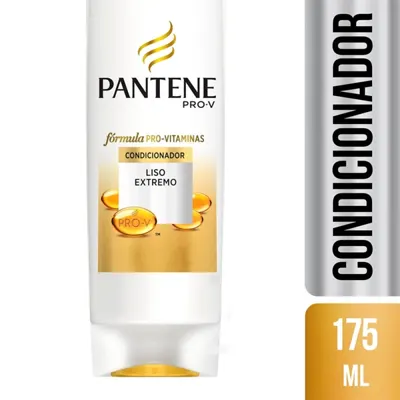 PANTENE
PRO-V
fórmula PRO-VITAMINAS
CONDICIONADOR
LISO
EXTREMO
PRO-V
CONDICIONADOR
175
ML